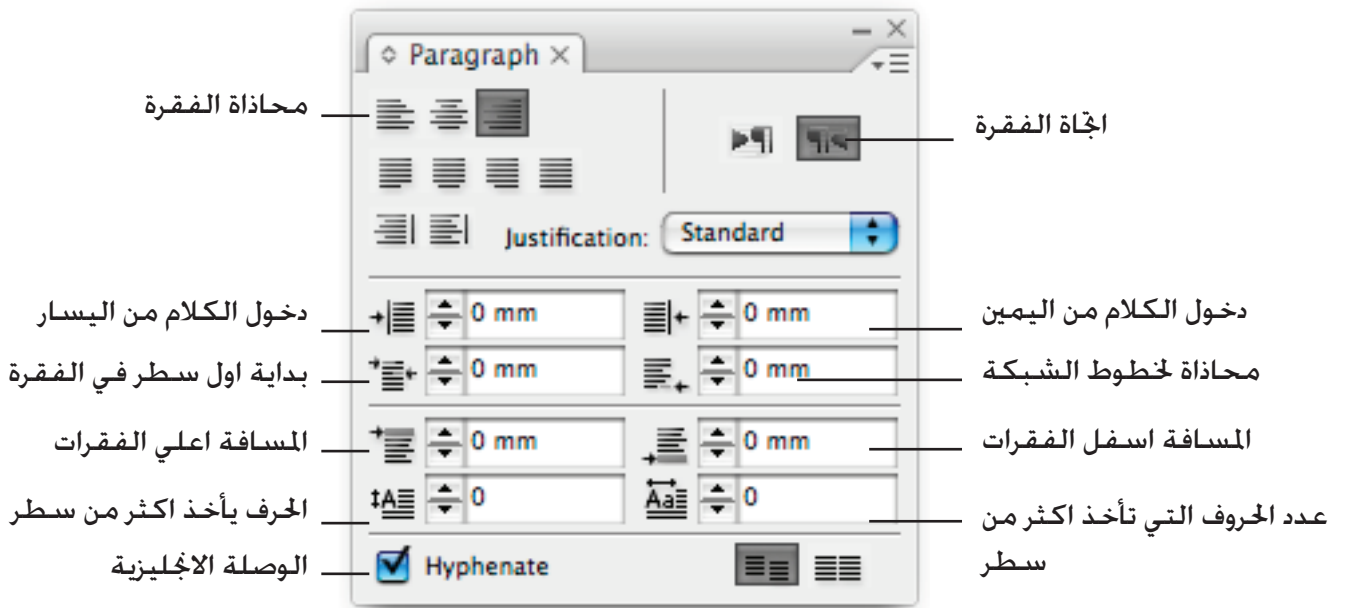 Paragraph
محاذاة الفقرة
اتجاة الفقرة
Justification: Standard
دخول الكلام من اليسار
0 mm
0 mm
دخول الكلام من اليمين
بداية اول سطر في الفقرة
0 mm
0 mm
محاذاة لخطوط الشبكة
المسافة اعلي الفقرات
0 mm
0 mm
المسافة اسفل الفقرات
الحرف يأخذ اكثر من سطر
0
0
عدد الحروف التي تأخذ اكثر من
سطر
الوصلة الانجليزية
Hyphenate